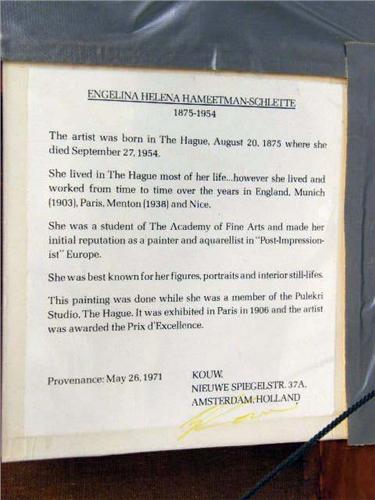 ENGELINA HELENA HAMEETMAN-SCHLETTE
1875-1954
The artist was born in The Hague, August 20, 1875 where she
died September 27, 1954.
She lived in The Hague most of her life...however she lived and
worked from time to time over the years in England, Munich
(1903), Paris, Menton (1938) and Nice.
She was a student of The Academy of Fine Arts and made her
initial reputation as a painter and aquarellist in "Post-Impression-
ist" Europe.
She was best known for her figures, portraits and interior still-lifes.
This painting was done while she was a member of the Pulekri
Studio, The Hague. It was exhibited in Paris in 1906 and the artist
was awarded the Prix d'Excellence.
Provenance: May 26, 1971
KOUW,
NIEUWE SPIEGELSTR. 37A,
AMSTERDAM, HOLLAND